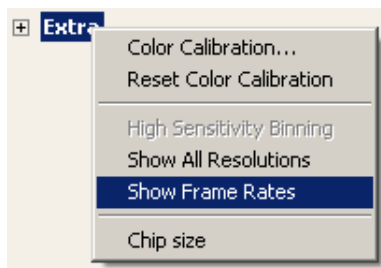 Extra
Color Calibration...
Reset Color Calibration
High Sensitivity Binning
Show All Resolutions
Show Frame Rates
Chip size